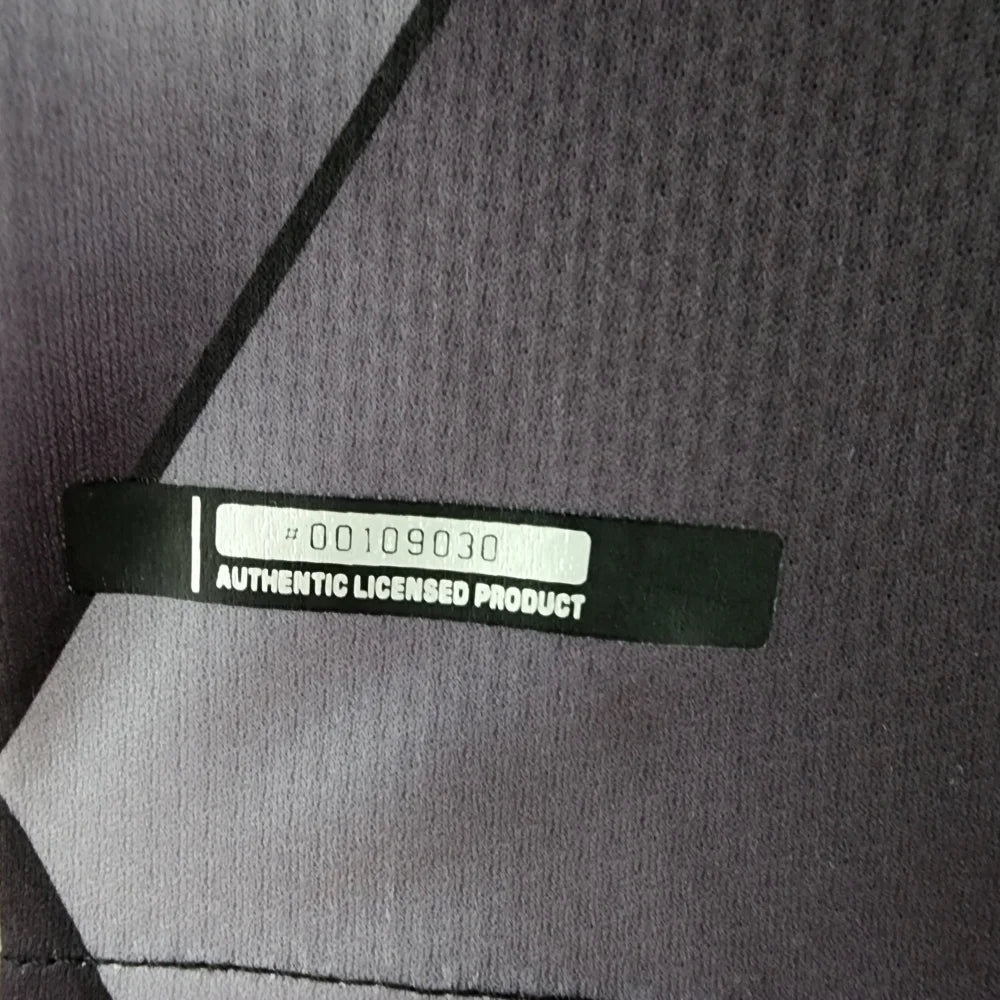 #00109030
AUTHENTIC LICENSED PRODUCT